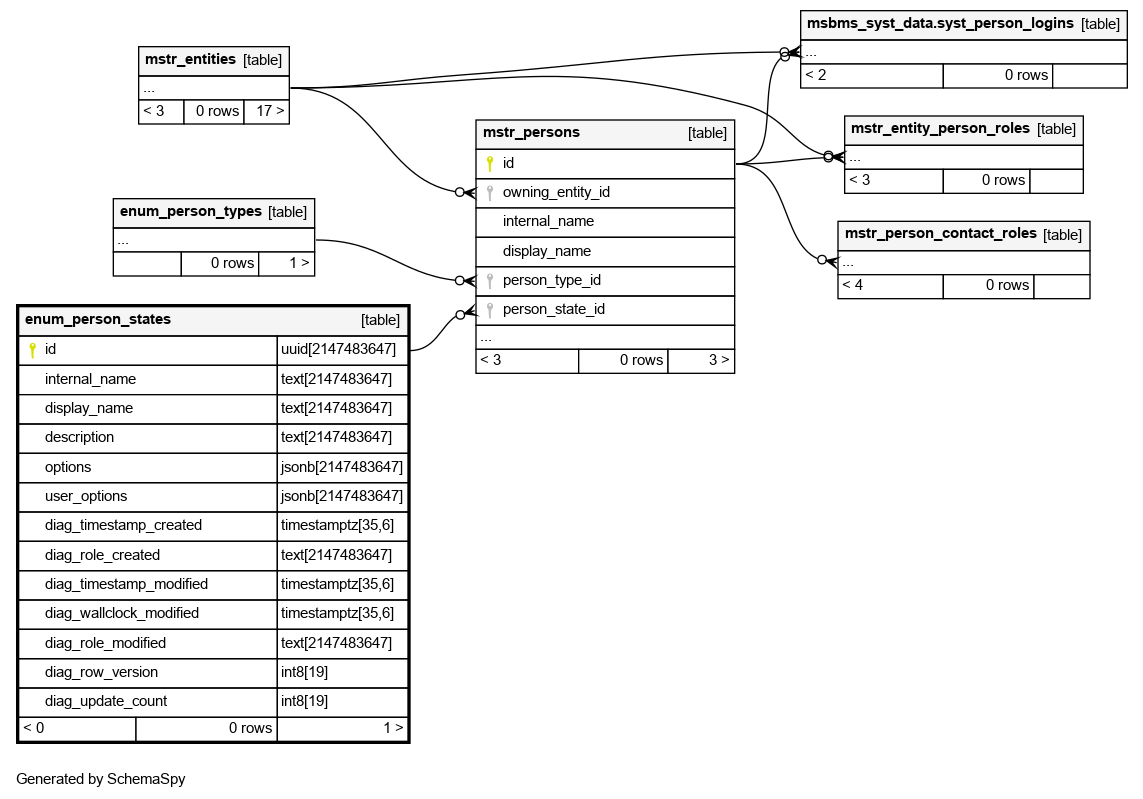 msbms_syst_data.syst_person_logins [table]
...
< 2 0 rows
mstr_entities [table]
...
< 3 0 rows 17 >
mstr_entity_person_roles [table]
...
< 3 0 rows
mstr_persons [table]
id
owning_entity_id
internal_name
display_name
person_type_id
person_state_id
...
< 3 0 rows 3 >
enum_person_types [table]
...
0 rows 1 >
mstr_person_contact_roles [table]
...
< 4 0 rows
enum_person_states [table]
id uuid[2147483647]
internal_name text[2147483647]
display_name text[2147483647]
description text[2147483647]
options jsonb[2147483647]
user_options jsonb[2147483647]
diag_timestamp_created timestamptz[35,6]
diag_role_created text[2147483647]
diag_timestamp_modified timestamptz[35,6]
diag_wallclock_modified timestamptz[35,6]
diag_role_modified text[2147483647]
diag_row_version int8[19]
diag_update_count int8[19]
< 0 0 rows 1 >
Generated by SchemaSpy